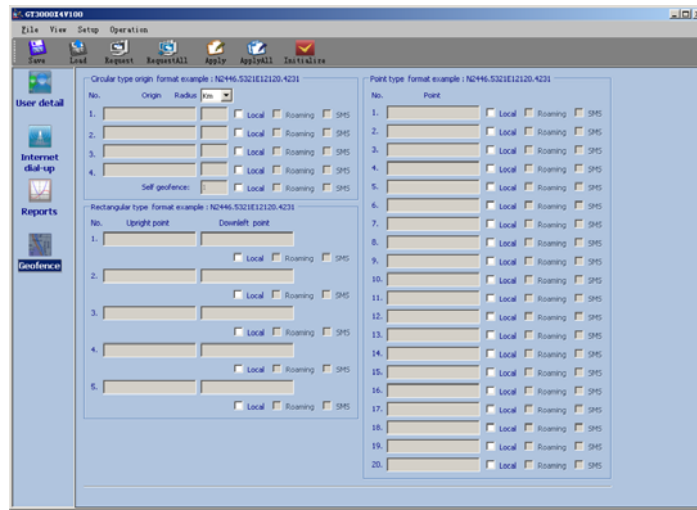 GT3000X4V100
File View Setup Operation
Save Load Request RequestAll Apply ApplyAll Initialize
User detail
Internet dial-up
Reports
Geofence
Circular type origin format example : N2446.5321E12120.4231
No. Origin Radius Km
1. Local Roaming SMS
2. Local Roaming SMS
3. Local Roaming SMS
4. Local Roaming SMS
Self geofence: 1 Local Roaming SMS
Rectangular type format example : N2446.5321E12120.4231
No. Upright point Downleft point
1.
Local Roaming SMS
2.
Local Roaming SMS
3.
Local Roaming SMS
4.
Local Roaming SMS
5.
Local Roaming SMS
Point type format example : N2446.5321E12120.4231
No. Point
1. Local Roaming SMS
2. Local Roaming SMS
3. Local Roaming SMS
4. Local Roaming SMS
5. Local Roaming SMS
6. Local Roaming SMS
7. Local Roaming SMS
8. Local Roaming SMS
9. Local Roaming SMS
10. Local Roaming SMS
11. Local Roaming SMS
12. Local Roaming SMS
13. Local Roaming SMS
14. Local Roaming SMS
15. Local Roaming SMS
16. Local Roaming SMS
17. Local Roaming SMS
18. Local Roaming SMS
19. Local Roaming SMS
20. Local Roaming SMS